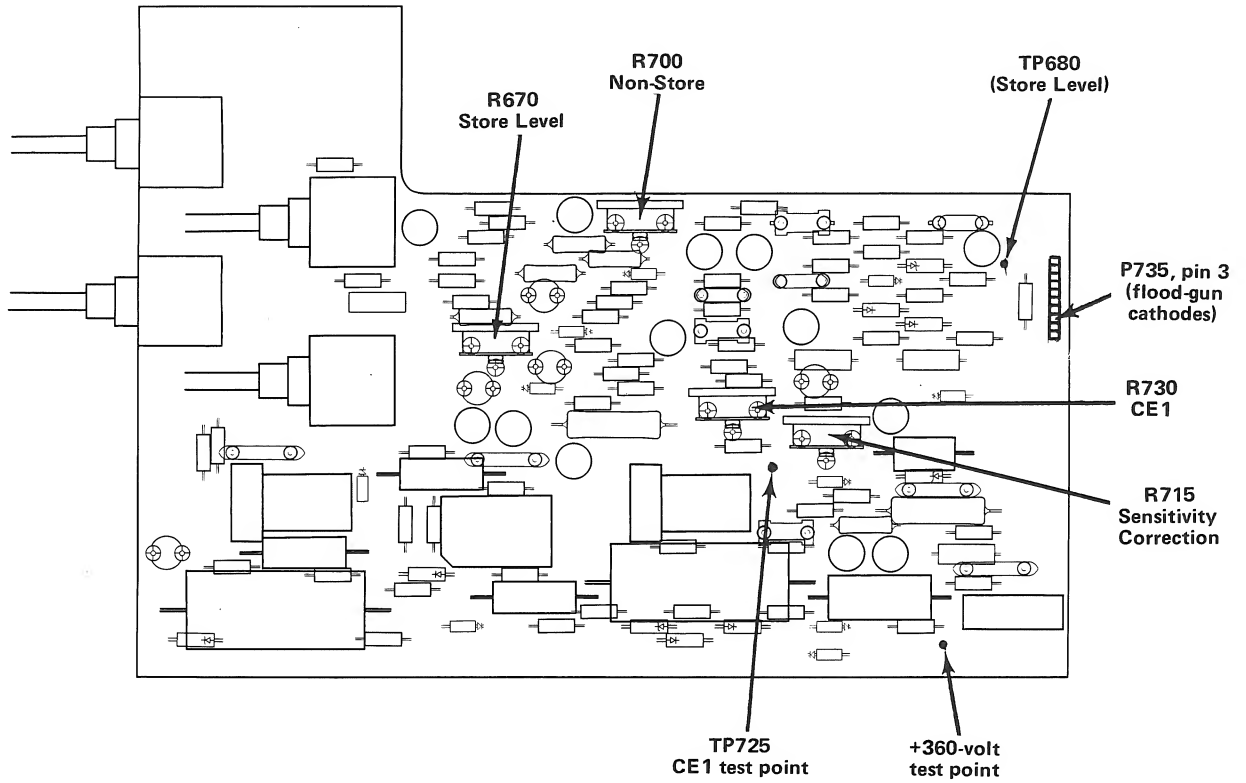 R700
Non-Store
TP680
(Store Level)
R670
Store Level
P735, pin 3
(flood-gun
cathodes)
R730
CE1
R715
Sensitivity
Correction
TP725
CE1 test point
+360-volt
test point